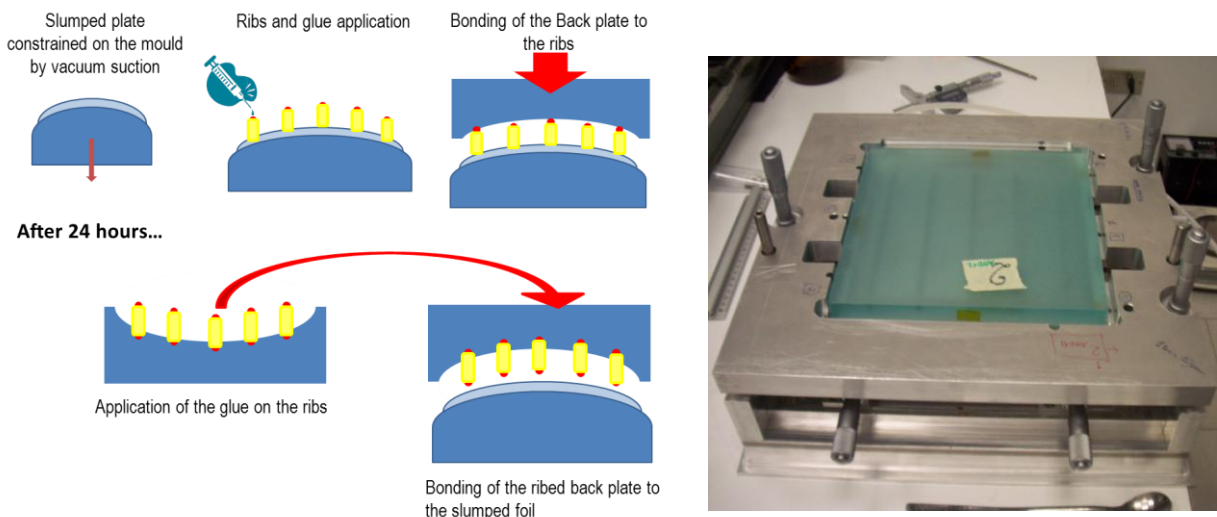 Slumped plate
constrained on the mould
by vacuum suction
Ribs and glue application
Bonding of the Back plate to
the ribs
After 24 hours...
Application of the glue on the ribs
Bonding of the ribed back plate to
the slumped foil